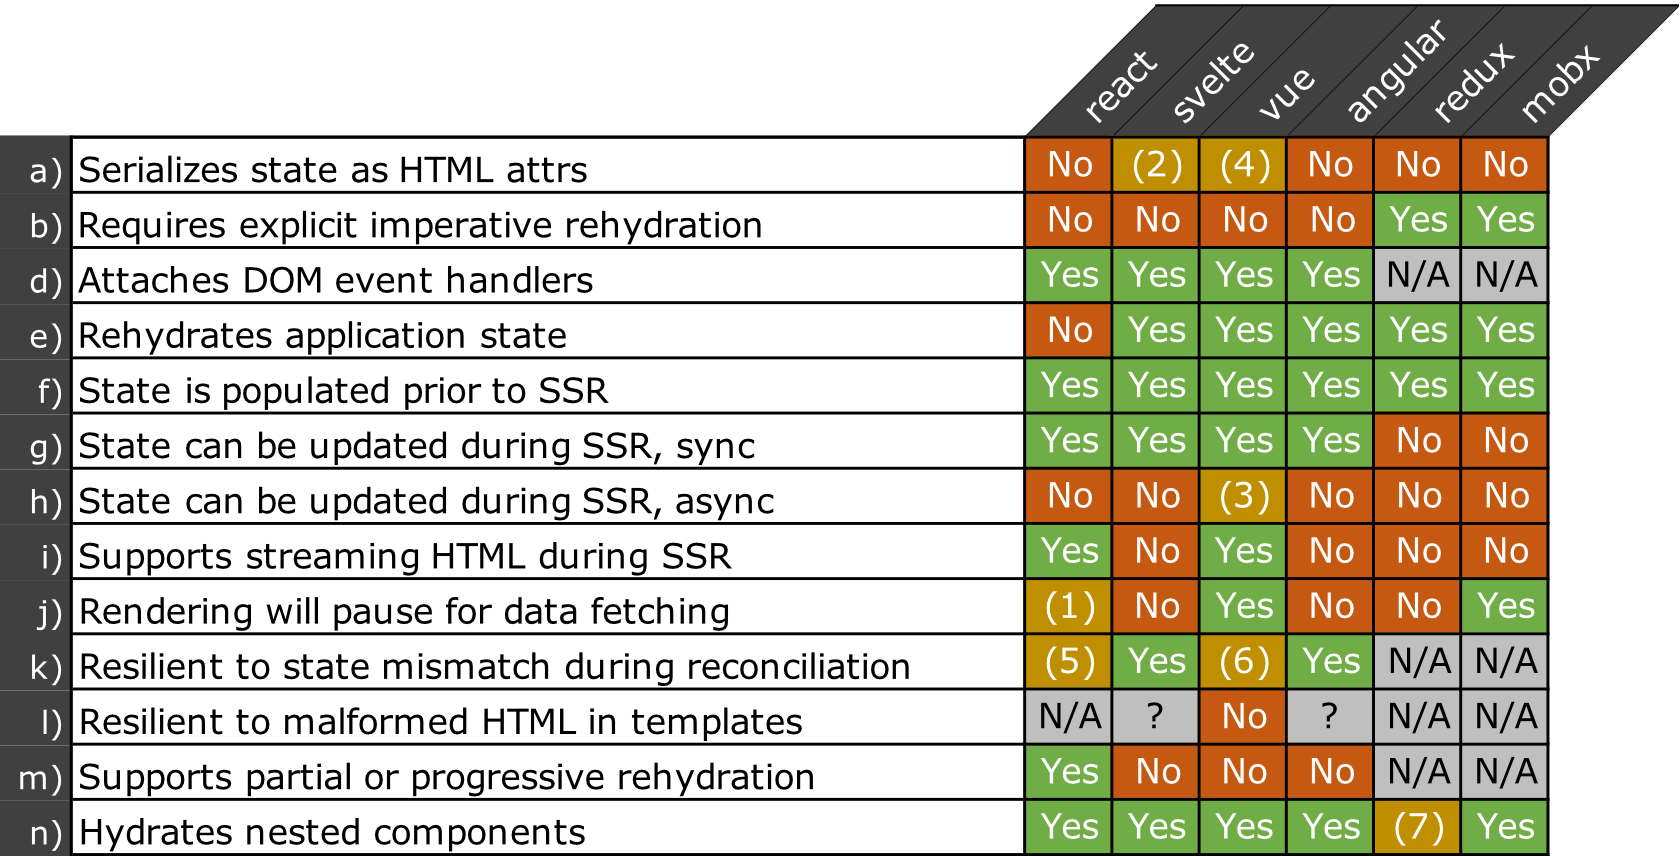 react svelte vue angular redux mobx
a) Serializes state as HTML attrs No (2) (4) No No No
b) Requires explicit imperative rehydration No No No No Yes Yes
d) Attaches DOM event handlers Yes Yes Yes Yes N/A N/A
e) Rehydrates application state No Yes Yes Yes Yes Yes
f) State is populated prior to SSR Yes Yes Yes Yes Yes Yes
g) State can be updated during SSR, sync Yes Yes Yes Yes No No
h) State can be updated during SSR, async No No (3) No No No
i) Supports streaming HTML during SSR Yes No Yes No No No
j) Rendering will pause for data fetching (1) No Yes No No Yes
k) Resilient to state mismatch during reconciliation (5) Yes (6) Yes N/A N/A
l) Resilient to malformed HTML in templates N/A ? No ? N/A N/A
m) Supports partial or progressive rehydration Yes No No No N/A N/A
n) Hydrates nested components Yes Yes Yes Yes (7) Yes